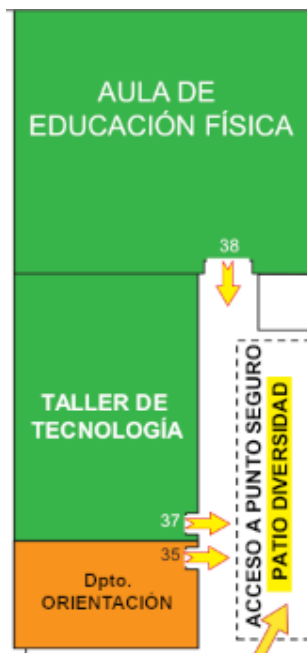 AULA DE
EDUCACIÓN FÍSICA
38
TALLER DE
TECNOLOGÍA
37
35
Dpto.
ORIENTACIÓN
ACCESO A PUNTO SEGURO
PATIO DIVERSIDAD